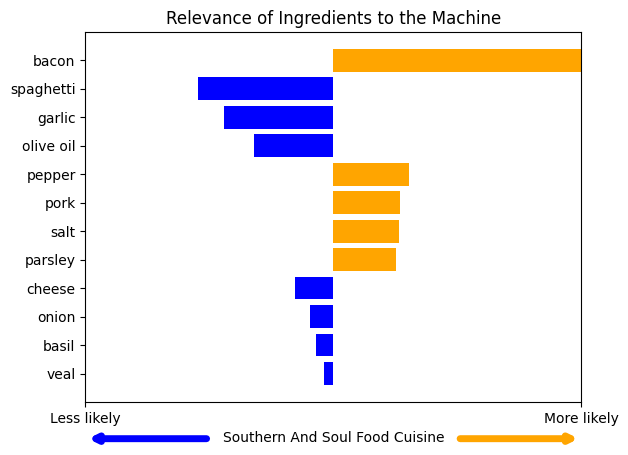 Relevance of Ingredients to the Machine
bacon
spaghetti
garlic
olive oil
pepper
pork
salt
parsley
cheese
onion
basil
veal
Less likely More likely
Southern And Soul Food Cuisine